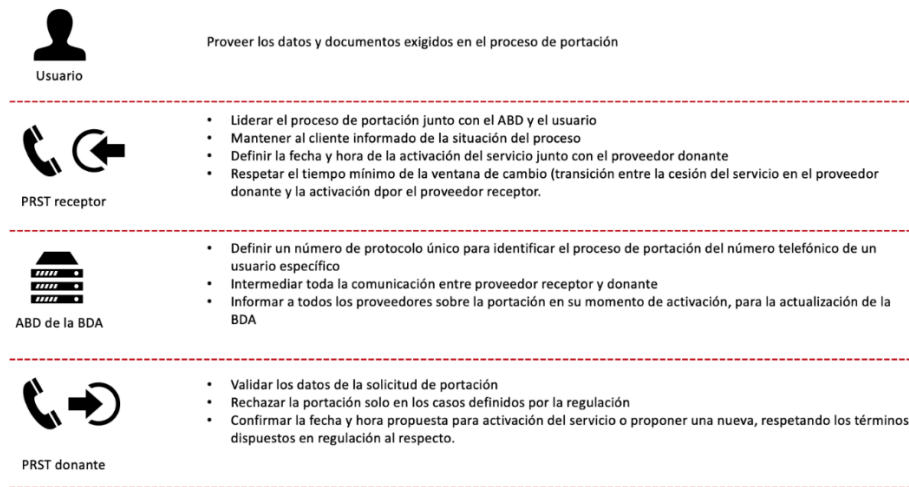 Proveer los datos y documentos exigidos en el proceso de portación
Usuario
• Liderar el proceso de portación junto con el ABD y el usuario
• Mantener al cliente informado de la situación del proceso
• Definir la fecha y hora de la activación del servicio junto con el proveedor donante
• Respetar el tiempo mínimo de la ventana de cambio (transición entre la cesión del servicio en el proveedor
donante y la activación dpor el proveedor receptor.
PRST receptor
• Definir un número de protocolo único para identificar el proceso de portación del número telefónico de un
usuario específico
• Intermediar toda la comunicación entre proveedor receptor y donante
• Informar a todos los proveedores sobre la portación en su momento de activación, para la actualización de la
BDA
ABD de la BDA
• Validar los datos de la solicitud de portación
• Rechazar la portación solo en los casos definidos por la regulación
• Confirmar la fecha y hora propuesta para activación del servicio o proponer una nueva, respetando los términos
dispuestos en regulación al respecto.
PRST donante